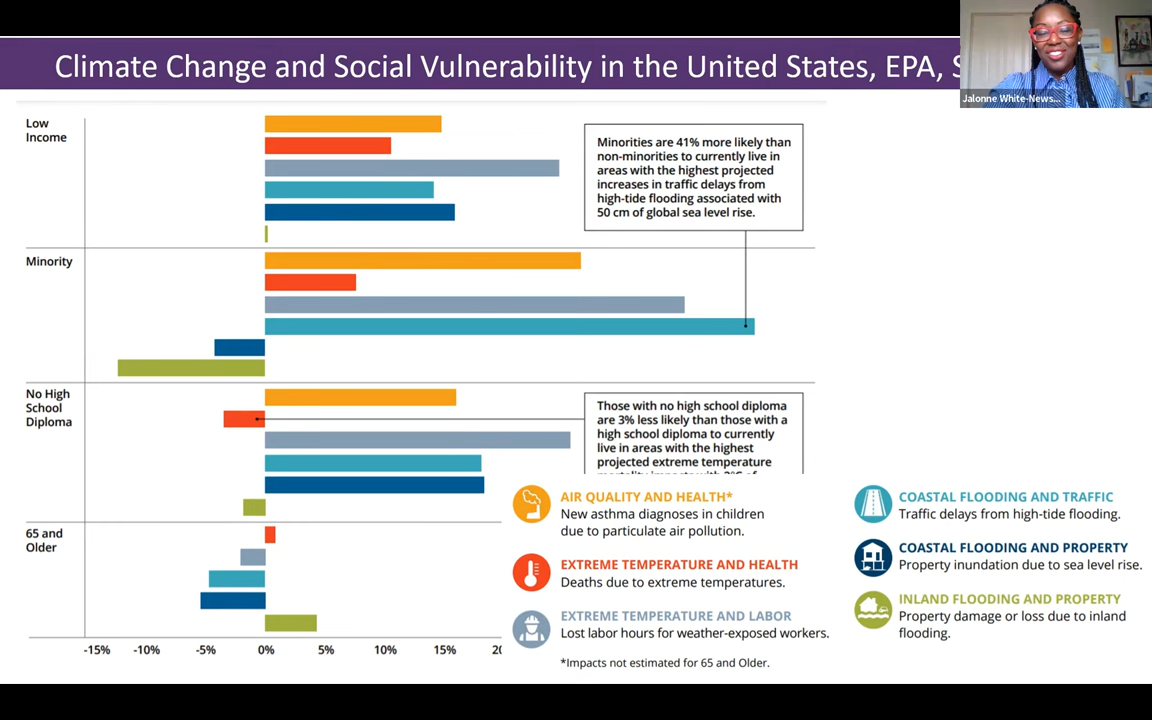 Climate Change and Social Vulnerability in the United States, EPA, S
Jalonne White-News...
Low
Income
Minorities are 41% more likely than
non-minorities to currently live in
areas with the highest projected
increases in traffic delays from
high-tide flooding associated with
50 cm of global sea level rise.
Minority
No High
School
Diploma
Those with no high school diploma
are 3% less likely than those with a
high school diploma to currently
live in areas with the highest
projected extreme temperature
65 and
Older
-15%
-10%
-5%
0%
5%
10%
15%
AIR QUALITY AND HEALTH*
New asthma diagnoses in children
due to particulate air pollution.
EXTREME TEMPERATURE AND HEALTH
Deaths due to extreme temperatures.
EXTREME TEMPERATURE AND LABOR
Lost labor hours for weather-exposed workers.
*Impacts not estimated for 65 and Older.
COASTAL FLOODING AND TRAFFIC
Traffic delays from high-tide flooding.
COASTAL FLOODING AND PROPERTY
Property inundation due to sea level rise.
INLAND FLOODING AND PROPERTY
Property damage or loss due to inland
flooding.